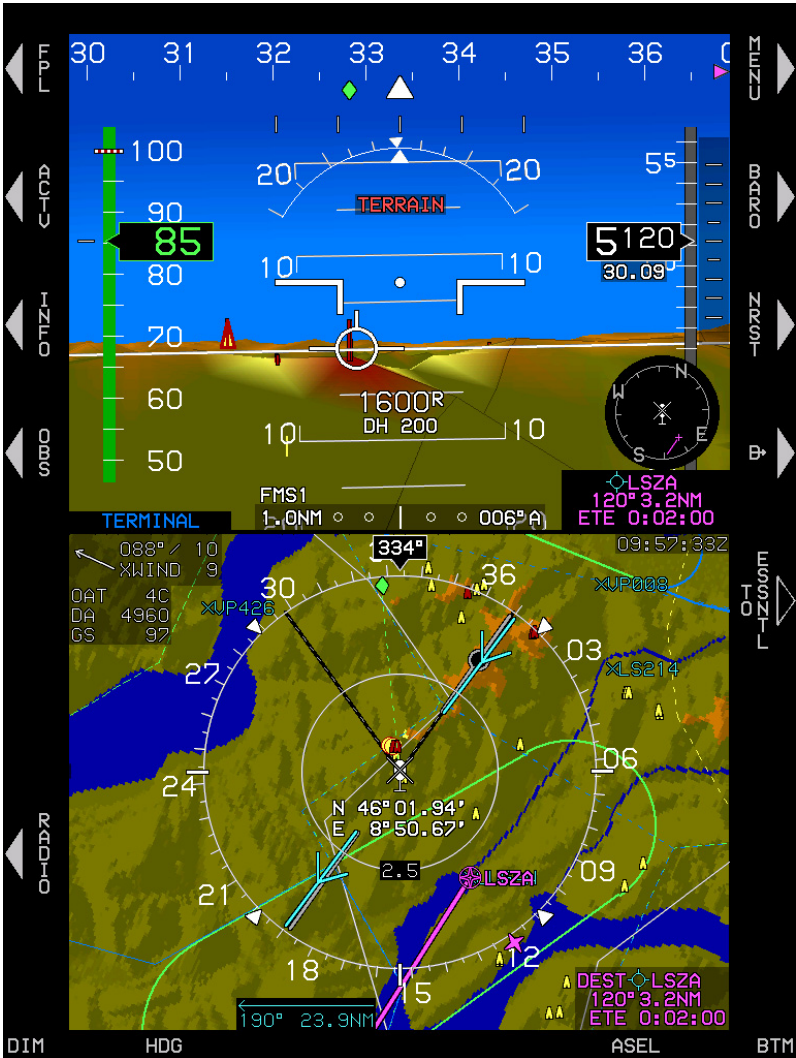 30 31 32 33 34 35 36
FPL
MENU
ACTV
BARO
INFO
NRST
OBS
RADIO
TO
ESSNTL
100
90
85
80
70
60
50
20 20
TERRAIN
10 10
1600R
DH 200
10 10
55
5120
30.09
N
W
E
S
LSZA
120° 3.2NM
ETE 0:02:00
TERMINAL
FMS1
1.0NM
006° A
088° / 10
XWIND 9
OAT 4C
DA 4960
GS 97
334°
09:57:33Z
VP426
VP008
LS214
30
36
03
06
09
12
15
18
21
24
27
N 46°01.94'
E 8°50.67'
2.5
LSZA
190° 23.9NM
DEST LSZA
120° 3.2NM
ETE 0:02:00
DIM HDG ASEL BTM